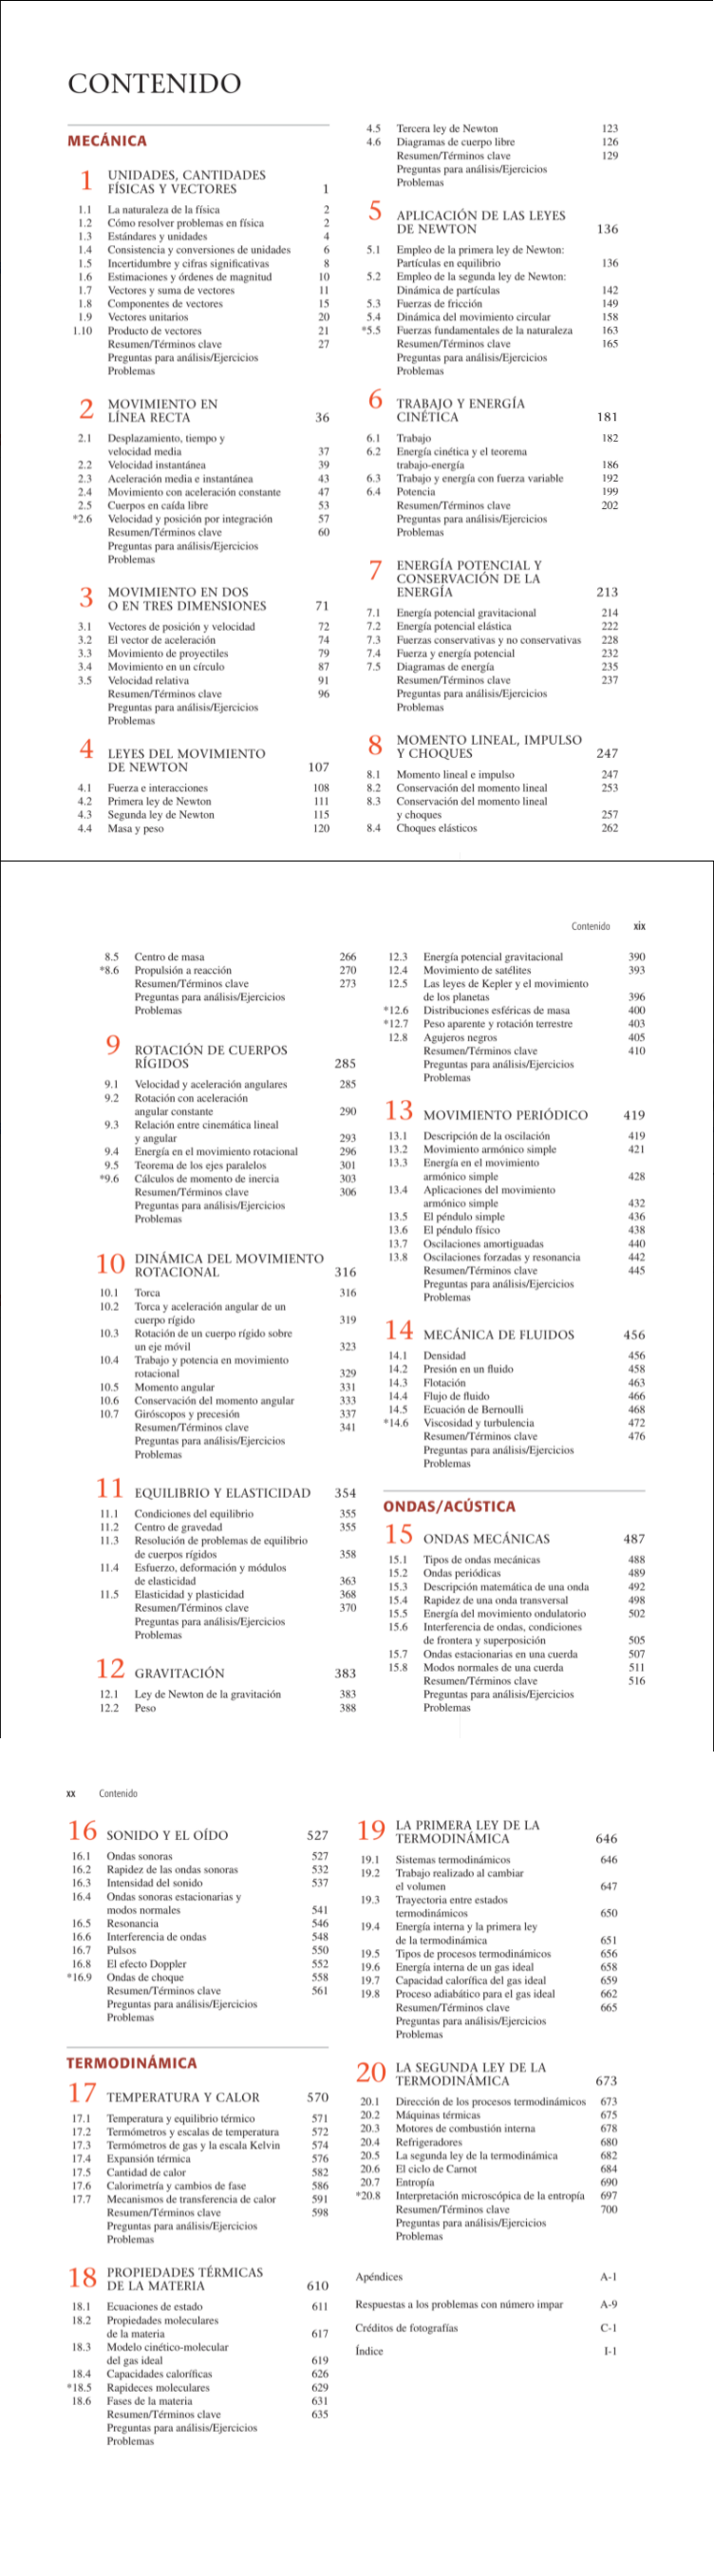 CONTENIDO
MECÁNICA
1 UNIDADES, CANTIDADES
FÍSICAS Y VECTORES 1
1.1 La naturaleza de la física 2
1.2 Cómo resolver problemas en física 2
1.3 Estándares y unidades 4
1.4 Consistencia y conversiones de unidades 6
1.5 Incertidumbre y cifras significativas 8
1.6 Estimaciones y órdenes de magnitud 10
1.7 Vectores y suma de vectores 11
1.8 Componentes de vectores 15
1.9 Vectores unitarios 20
1.10 Producto de vectores 21
Resumen/Términos clave 27
Preguntas para análisis/Ejercicios
Problemas
2 MOVIMIENTO EN
LÍNEA RECTA 36
2.1 Desplazamiento, tiempo y
velocidad media 37
2.2 Velocidad instantánea 39
2.3 Aceleración media e instantánea 43
2.4 Movimiento con aceleración constante 47
2.5 Cuerpos en caída libre 53
*2.6 Velocidad y posición por integración 57
Resumen/Términos clave 60
Preguntas para análisis/Ejercicios
Problemas
3 MOVIMIENTO EN DOS
O EN TRES DIMENSIONES 71
3.1 Vectores de posición y velocidad 72
3.2 El vector de aceleración 74
3.3 Movimiento de proyectiles 79
3.4 Movimiento en un círculo 87
3.5 Velocidad relativa 91
Resumen/Términos clave 96
Preguntas para análisis/Ejercicios
Problemas
4 LEYES DEL MOVIMIENTO
DE NEWTON 107
4.1 Fuerza e interacciones 108
4.2 Primera ley de Newton 111
4.3 Segunda ley de Newton 115
4.4 Masa y peso 120
4.5 Tercera ley de Newton 123
4.6 Diagramas de cuerpo libre 126
Resumen/Términos clave 129
Preguntas para análisis/Ejercicios
Problemas
5 APLICACIÓN DE LAS LEYES
DE NEWTON 136
5.1 Empleo de la primera ley de Newton:
Partículas en equilibrio 136
5.2 Empleo de la segunda ley de Newton:
Dinámica de partículas 142
5.3 Fuerzas de fricción 149
5.4 Dinámica del movimiento circular 158
*5.5 Fuerzas fundamentales de la naturaleza 163
Resumen/Términos clave 165
Preguntas para análisis/Ejercicios
Problemas
6 TRABAJO Y ENERGÍA
CINÉTICA 181
6.1 Trabajo 182
6.2 Energía cinética y el teorema
trabajo-energía 186
6.3 Trabajo y energía con fuerza variable 192
6.4 Potencia 199
Resumen/Términos clave 202
Preguntas para análisis/Ejercicios
Problemas
7 ENERGÍA POTENCIAL Y
CONSERVACIÓN DE LA
ENERGÍA 213
7.1 Energía potencial gravitacional 214
7.2 Energía potencial elástica 222
7.3 Fuerzas conservativas y no conservativas 228
7.4 Fuerza y energía potencial 232
7.5 Diagramas de energía 235
Resumen/Términos clave 237
Preguntas para análisis/Ejercicios
Problemas
8 MOMENTO LINEAL, IMPULSO
Y CHOQUES 247
8.1 Momento lineal e impulso 247
8.2 Conservación del momento lineal 253
8.3 Conservación del momento lineal
y choques 257
8.4 Choques elásticos 262
Contenido xix
8.5 Centro de masa 266
*8.6 Propulsión a reacción 270
Resumen/Términos clave 273
Preguntas para análisis/Ejercicios
Problemas
9 ROTACIÓN DE CUERPOS
RÍGIDOS 285
9.1 Velocidad y aceleración angulares 285
9.2 Rotación con aceleración
angular constante 290
9.3 Relación entre cinemática lineal
y angular 293
9.4 Energía en el movimiento rotacional 296
9.5 Teorema de los ejes paralelos 301
*9.6 Cálculos de momento de inercia 303
Resumen/Términos clave 306
Preguntas para análisis/Ejercicios
Problemas
10 DINÁMICA DEL MOVIMIENTO
ROTACIONAL 316
10.1 Torca 316
10.2 Torca y aceleración angular de un
cuerpo rígido 319
10.3 Rotación de un cuerpo rígido sobre
un eje móvil 323
10.4 Trabajo y potencia en movimiento
rotacional 329
10.5 Momento angular 331
10.6 Conservación del momento angular 333
10.7 Giróscopos y precesión 337
Resumen/Términos clave 341
Preguntas para análisis/Ejercicios
Problemas
11 EQUILIBRIO Y ELASTICIDAD 354
11.1 Condiciones del equilibrio 355
11.2 Centro de gravedad 355
11.3 Resolución de problemas de equilibrio
de cuerpos rígidos 358
11.4 Esfuerzo, deformación y módulos
de elasticidad 363
11.5 Elasticidad y plasticidad 368
Resumen/Términos clave 370
Preguntas para análisis/Ejercicios
Problemas
12 GRAVITACIÓN 383
12.1 Ley de Newton de la gravitación 383
12.2 Peso 388
12.3 Energía potencial gravitacional 390
12.4 Movimiento de satélites 393
12.5 Las leyes de Kepler y el movimiento
de los planetas 396
*12.6 Distribuciones esféricas de masa 400
*12.7 Peso aparente y rotación terrestre 403
12.8 Agujeros negros 405
Resumen/Términos clave 410
Preguntas para análisis/Ejercicios
Problemas
13 MOVIMIENTO PERIÓDICO 419
13.1 Descripción de la oscilación 419
13.2 Movimiento armónico simple 421
13.3 Energía en el movimiento
armónico simple 428
13.4 Aplicaciones del movimiento
armónico simple 432
13.5 El péndulo simple 436
13.6 El péndulo físico 438
13.7 Oscilaciones amortiguadas 440
13.8 Oscilaciones forzadas y resonancia 442
Resumen/Términos clave 445
Preguntas para análisis/Ejercicios
Problemas
14 MECÁNICA DE FLUIDOS 456
14.1 Densidad 456
14.2 Presión en un fluido 458
14.3 Flotación 463
14.4 Flujo de fluido 466
14.5 Ecuación de Bernoulli 468
*14.6 Viscosidad y turbulencia 472
Resumen/Términos clave 476
Preguntas para análisis/Ejercicios
Problemas
ONDAS/ACÚSTICA
15 ONDAS MECÁNICAS 487
15.1 Tipos de ondas mecánicas 488
15.2 Ondas periódicas 489
15.3 Descripción matemática de una onda 492
15.4 Rapidez de una onda transversal 498
15.5 Energía del movimiento ondulatorio 502
15.6 Interferencia de ondas, condiciones
de frontera y superposición 505
15.7 Ondas estacionarias en una cuerda 507
15.8 Modos normales de una cuerda 511
Resumen/Términos clave 516
Preguntas para análisis/Ejercicios
Problemas
xx Contenido
16 SONIDO Y EL OÍDO 527
16.1 Ondas sonoras 527
16.2 Rapidez de las ondas sonoras 532
16.3 Intensidad del sonido 537
16.4 Ondas sonoras estacionarias y
modos normales 541
16.5 Resonancia 546
16.6 Interferencia de ondas 548
16.7 Pulsos 550
16.8 El efecto Doppler 552
*16.9 Ondas de choque 558
Resumen/Términos clave 561
Preguntas para análisis/Ejercicios
Problemas
TERMODINÁMICA
17 TEMPERATURA Y CALOR 570
17.1 Temperatura y equilibrio térmico 571
17.2 Termómetros y escalas de temperatura 572
17.3 Termómetros de gas y la escala Kelvin 574
17.4 Expansión térmica 576
17.5 Cantidad de calor 582
17.6 Calorimetría y cambios de fase 586
17.7 Mecanismos de transferencia de calor 591
Resumen/Términos clave 598
Preguntas para análisis/Ejercicios
Problemas
18 PROPIEDADES TÉRMICAS
DE LA MATERIA 610
18.1 Ecuaciones de estado 611
18.2 Propiedades moleculares
de la materia 617
18.3 Modelo cinético-molecular
del gas ideal 619
18.4 Capacidades caloríficas 626
*18.5 Rapideces moleculares 629
18.6 Fases de la materia 631
Resumen/Términos clave 635
Preguntas para análisis/Ejercicios
Problemas
19 LA PRIMERA LEY DE LA
TERMODINÁMICA 646
19.1 Sistemas termodinámicos 646
19.2 Trabajo realizado al cambiar
el volumen 647
19.3 Trayectoria entre estados
termodinámicos 650
19.4 Energía interna y la primera ley
de la termodinámica 651
19.5 Tipos de procesos termodinámicos 656
19.6 Energía interna de un gas ideal 658
19.7 Capacidad calorífica del gas ideal 659
19.8 Proceso adiabático para el gas ideal 662
Resumen/Términos clave 665
Preguntas para análisis/Ejercicios
Problemas
20 LA SEGUNDA LEY DE LA
TERMODINÁMICA 673
20.1 Dirección de los procesos termodinámicos 673
20.2 Máquinas térmicas 675
20.3 Motores de combustión interna 678
20.4 Refrigeradores 680
20.5 La segunda ley de la termodinámica 682
20.6 El ciclo de Carnot 684
20.7 Entropía 690
*20.8 Interpretación microscópica de la entropía 697
Resumen/Términos clave 700
Preguntas para análisis/Ejercicios
Problemas
Apéndices A-1
Respuestas a los problemas con número impar A-9
Créditos de fotografías C-1
Índice I-1